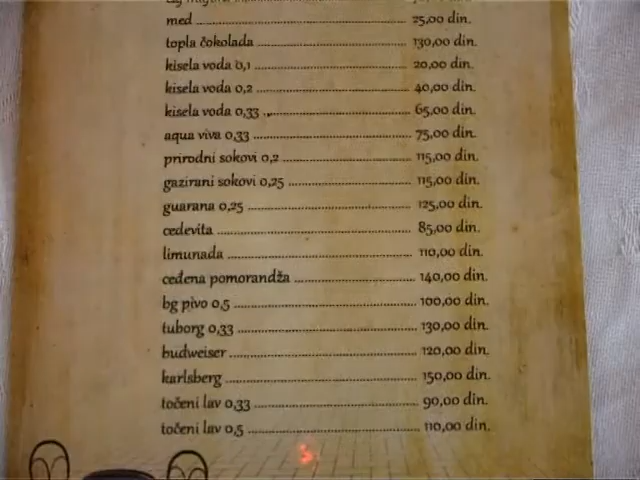 med 25,00 din.
topla čokolada 130,00 din.
kisela voda 0,1 20,00 din.
kisela voda 0,2 40,00 din.
kisela voda 0,33 65,00 din.
aqua viva 0,33 75,00 din.
prirodni sokovi 0,2 115,00 din.
gazirani sokovi 0,25 115,00 din.
guarana 0,25 125,00 din.
cedevita 85,00 din.
limunada 110,00 din.
ceđena pomorandža 140,00 din.
bg pivo 0,5 100,00 din.
tuborg 0,33 130,00 din.
budweiser 120,00 din.
karlsberg 150,00 din.
točeni lav 0,33 90,00 din.
točeni lav 0,5 110,00 din.